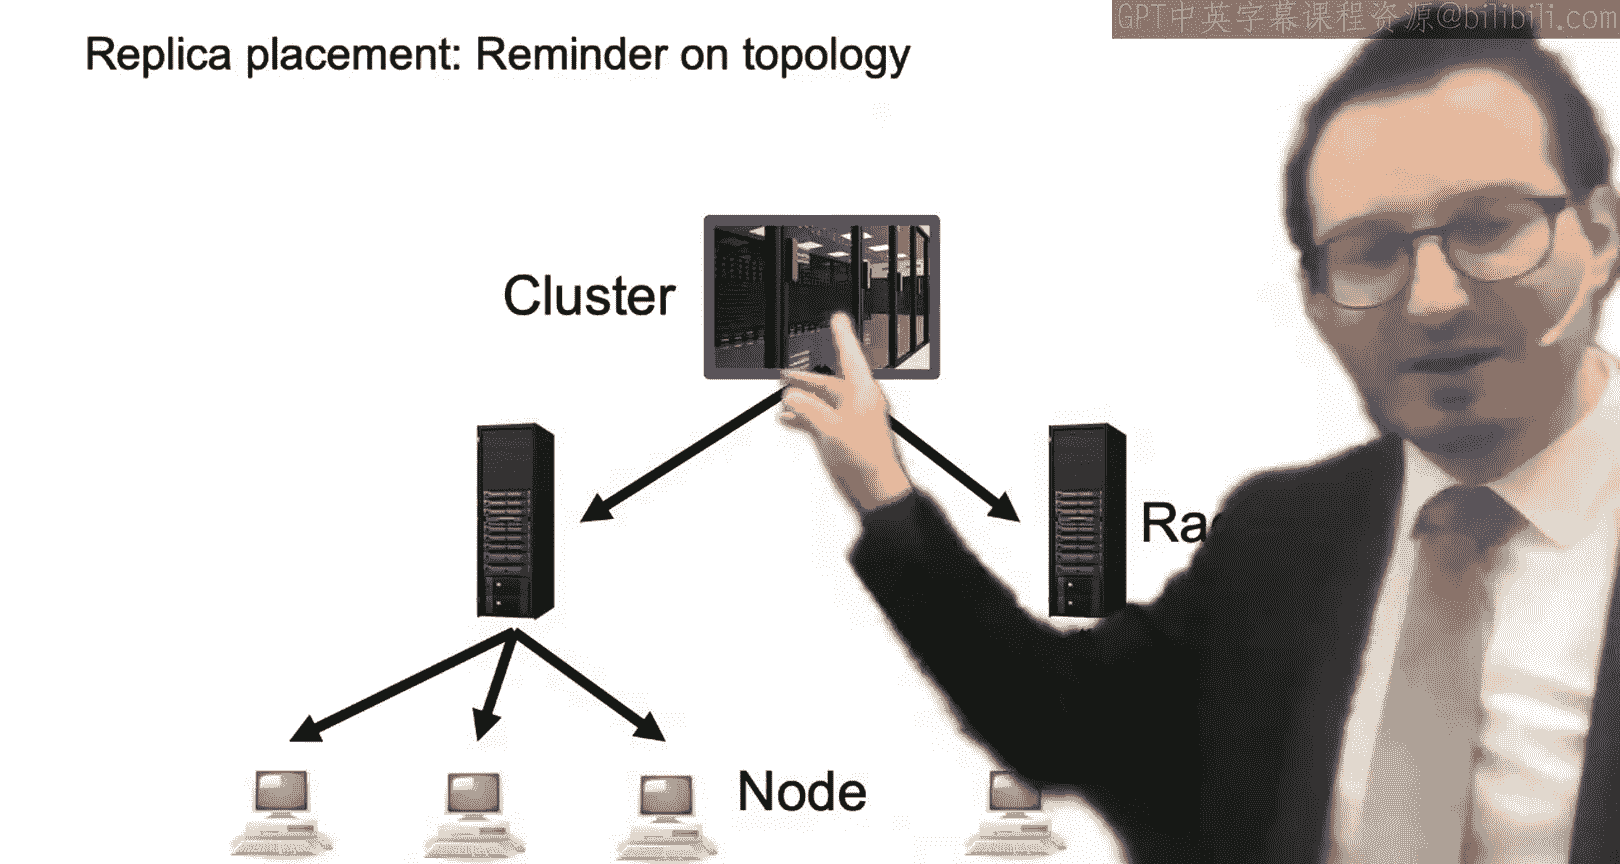 GPT中英字幕课程资源@bilibili.com
Replica placement: Reminder on topology
Cluster
Node